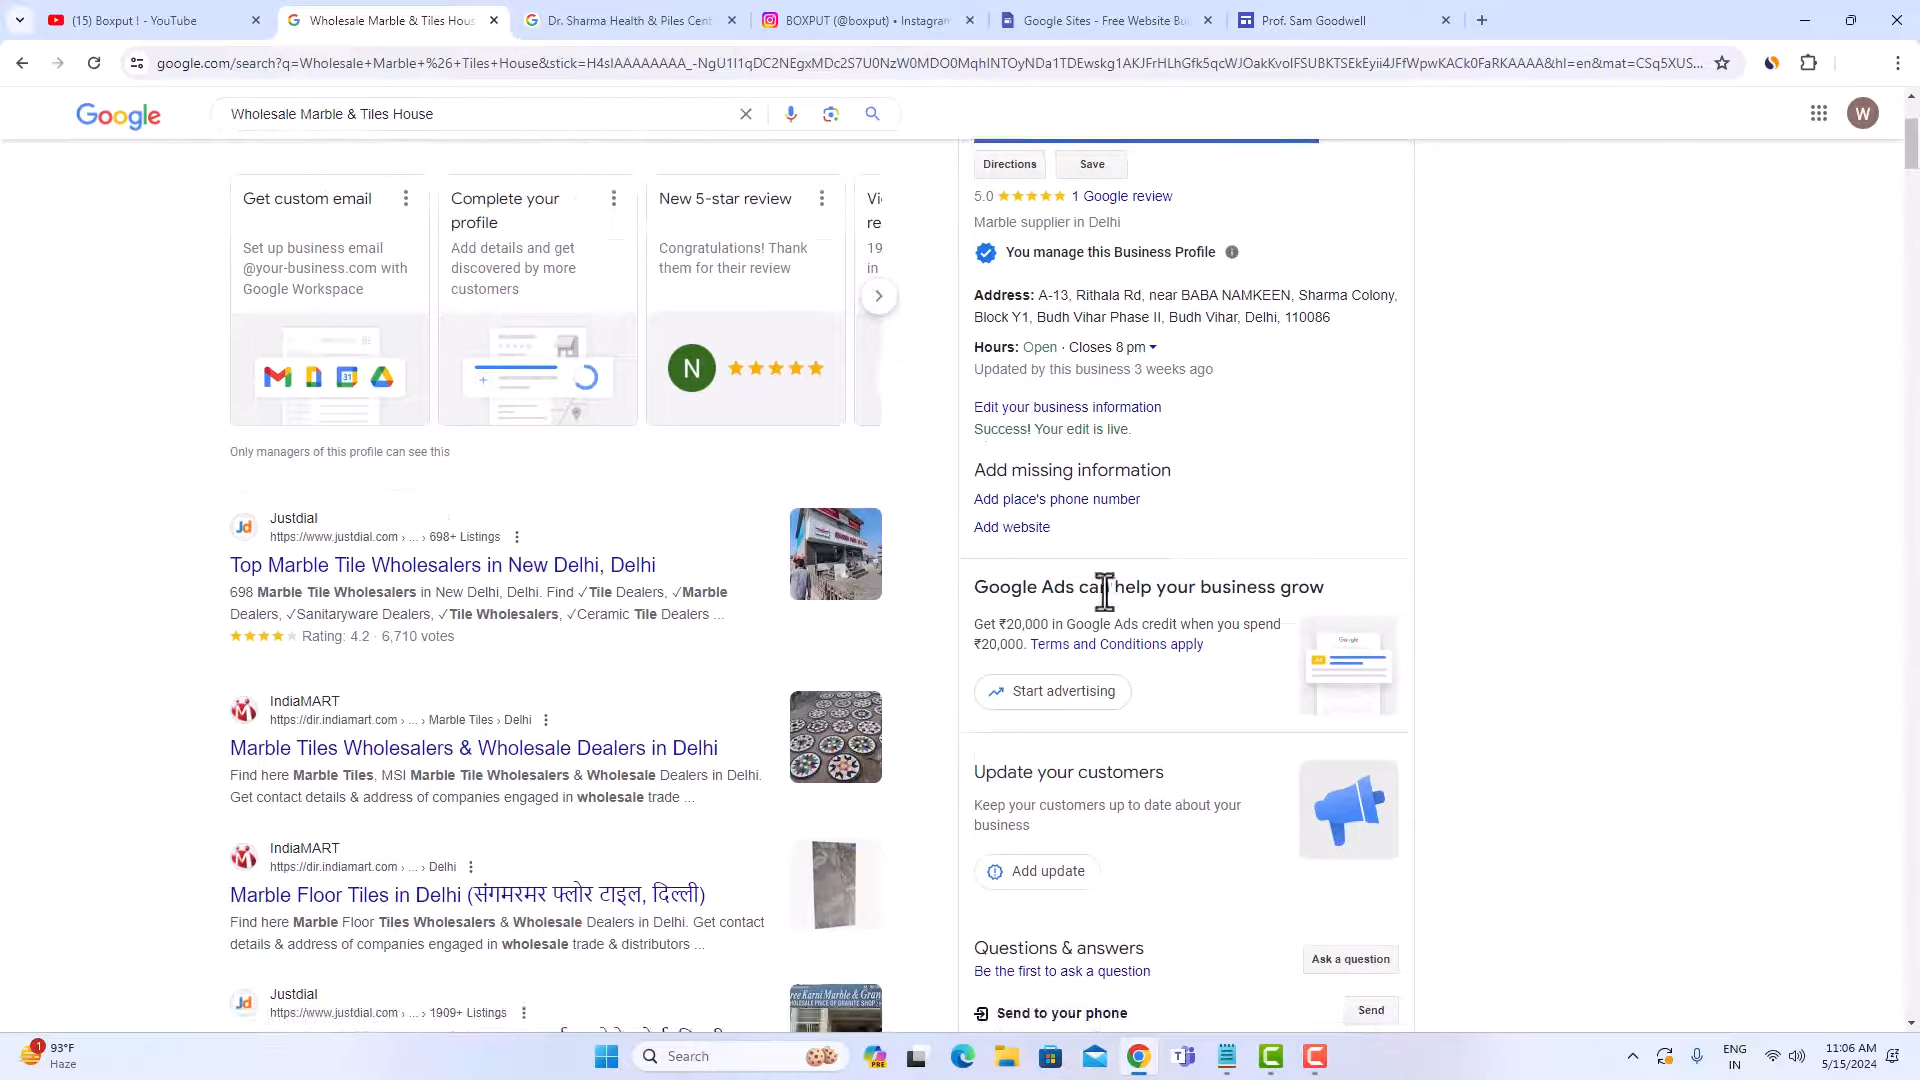 (15) Boxput ! - YouTube
Wholesale Marble & Tiles Hous
Dr. Sharma Health & Piles Cent
BOXPUT (@boxput) • Instagram
Google Sites - Free Website Bu
Prof. Sam Goodwell
google.com/search?q=Wholesale+Marble+%26+Tiles+House&stick=
Google
Wholesale Marble & Tiles House
W
Get custom email
Set up business email
@your-business.com with
Google Workspace
Complete your
profile
Add details and get
discovered by more
customers
New 5-star review
Congratulations! Thank
them for their review
N
Vi
re
19
in
Only managers of this profile can see this
Jd
Justdial
https://www.justdial.com › ... › 698+ Listings
Top Marble Tile Wholesalers in New Delhi, Delhi
698 Marble Tile Wholesalers in New Delhi, Delhi. Find ✓Tile Dealers, ✓Marble
Dealers, ✓Sanitaryware Dealers, ✓Tile Wholesalers, ✓Ceramic Tile Dealers ...
Rating: 4.2 · 6,710 votes
IndiaMART
https://dir.indiamart.com › ... › Marble Tiles › Delhi
Marble Tiles Wholesalers & Wholesale Dealers in Delhi
Find here Marble Tiles, MSI Marble Tile Wholesalers & Wholesale Dealers in Delhi.
Get contact details & address of companies engaged in wholesale trade ...
IndiaMART
https://dir.indiamart.com › ... › Delhi
Marble Floor Tiles in Delhi (संगमरमर फ्लोर टाइल, दिल्ली)
Find here Marble Floor Tiles Wholesalers & Wholesale Dealers in Delhi. Get contact
details & address of companies engaged in wholesale trade & distributors ...
Jd
Justdial
https://www.justdial.com › ... › 1909+ Listings
Directions
Save
5.0 ★★★★★ 1 Google review
Marble supplier in Delhi
You manage this Business Profile
Address: A-13, Rithala Rd, near BABA NAMKEEN, Sharma Colony,
Block Y1, Budh Vihar Phase II, Budh Vihar, Delhi, 110086
Hours: Open · Closes 8 pm
Updated by this business 3 weeks ago
Edit your business information
Success! Your edit is live.
Add missing information
Add place's phone number
Add website
Google Ads can help your business grow
Get ₹20,000 in Google Ads credit when you spend
₹20,000. Terms and Conditions apply
Start advertising
Google
Update your customers
Keep your customers up to date about your
business
Add update
Questions & answers
Be the first to ask a question
Ask a question
Send to your phone
Send
1
93°F
Haze
Search
PRE
ENG
IN
11:06 AM
5/15/2024